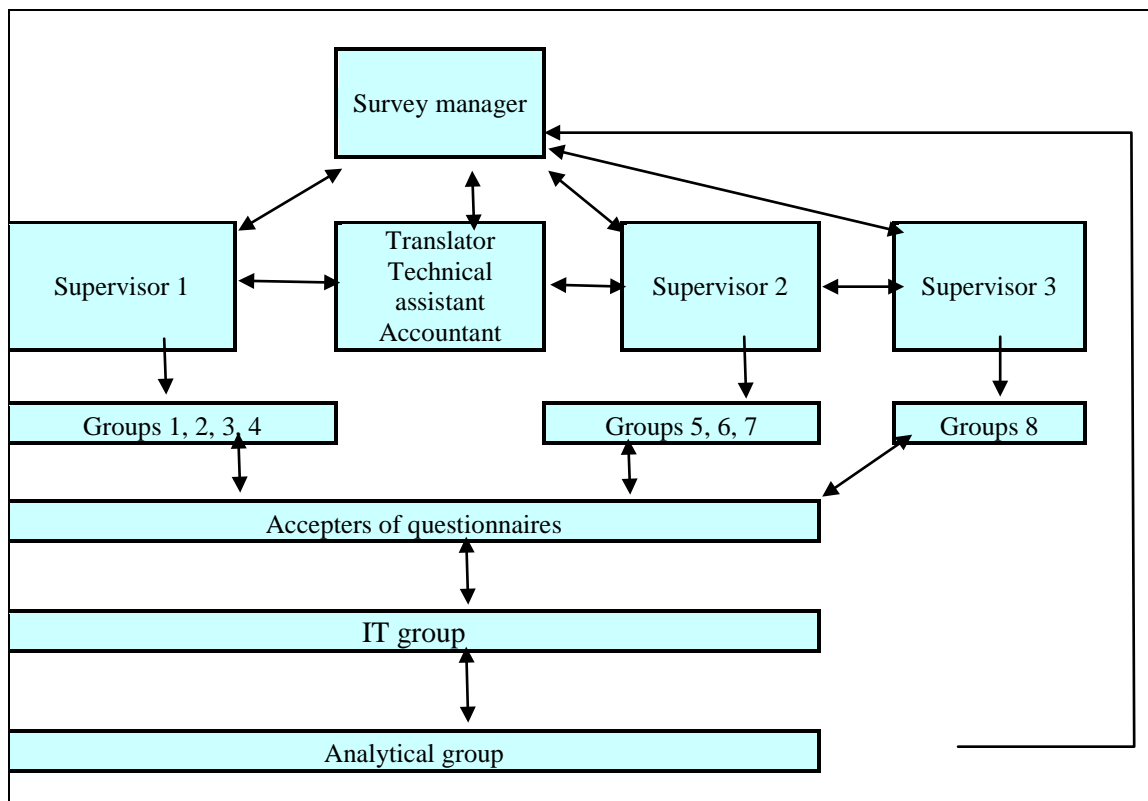 Survey manager
Supervisor 1
Translator
Technical
assistant
Accountant
Supervisor 2
Supervisor 3
Groups 1, 2, 3, 4
Groups 5, 6, 7
Groups 8
Accepters of questionnaires
IT group
Analytical group